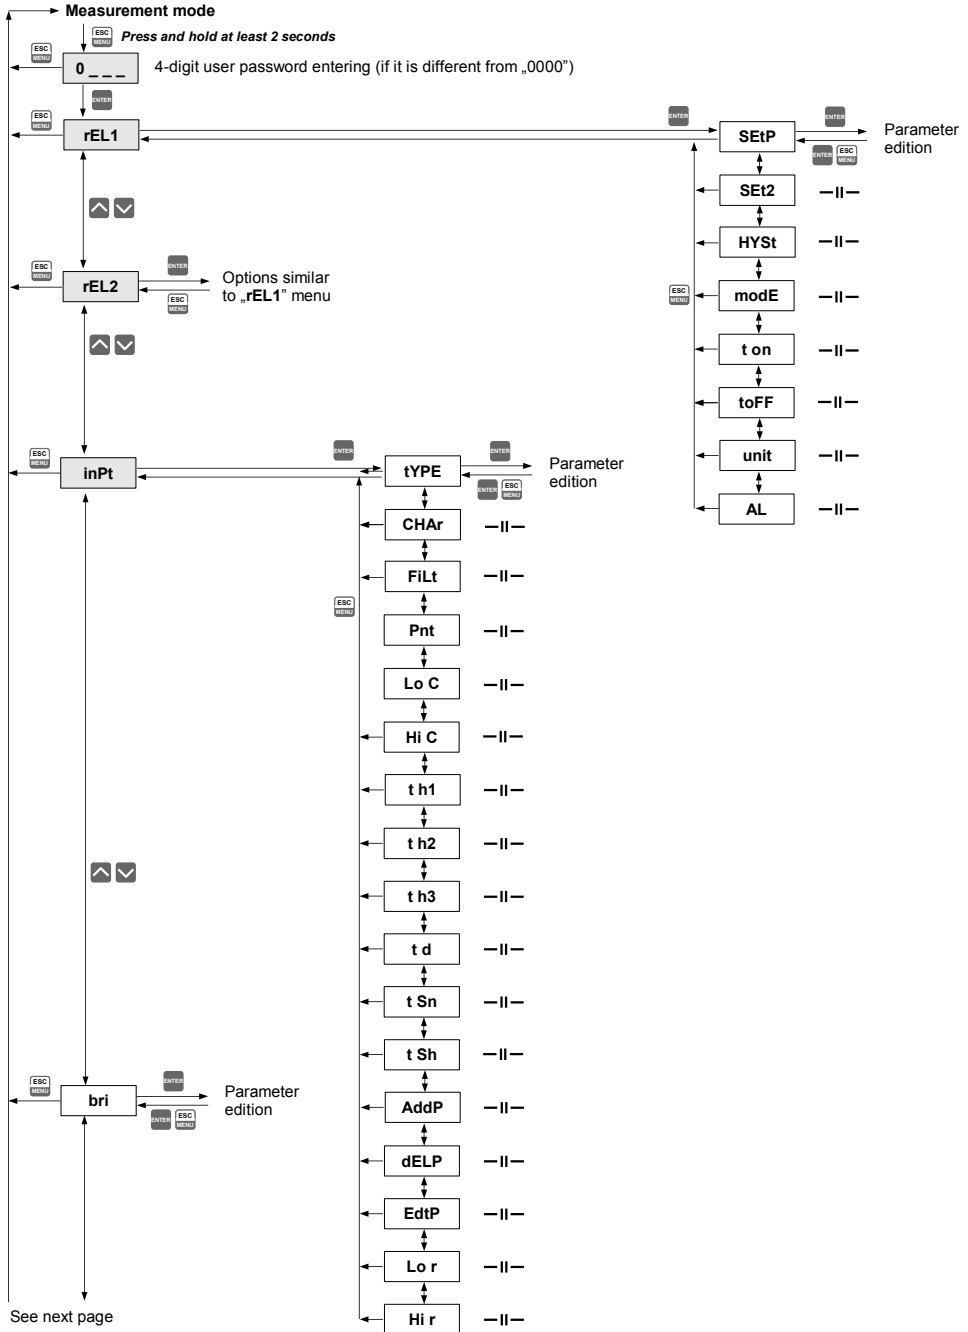 Measurement mode
ESC
MENU
Press and hold at least 2 seconds
ESC
MENU
0 _ _ _
4-digit user password entering (if it is different from „0000”)
ENTER
ESC
MENU
rEL1
ENTER
SEtP
ENTER
ENTER
ESC
MENU
Parameter
edition
SEt2
—II—
HYSt
—II—
ESC
MENU
rEL2
ENTER
ESC
MENU
Options similar
to „rEL1” menu
ESC
MENU
modE
—II—
t on
—II—
toFF
—II—
unit
—II—
AL
—II—
ESC
MENU
inPt
ENTER
tYPE
ENTER
ENTER
ESC
MENU
Parameter
edition
CHAr
—II—
FiLt
—II—
ESC
MENU
Pnt
—II—
Lo C
—II—
Hi C
—II—
t h1
—II—
t h2
—II—
t h3
—II—
t d
—II—
t Sn
—II—
t Sh
—II—
ESC
MENU
bri
ENTER
ENTER
ESC
MENU
Parameter
edition
AddP
—II—
dELP
—II—
EdtP
—II—
Lo r
—II—
Hi r
—II—
See next page